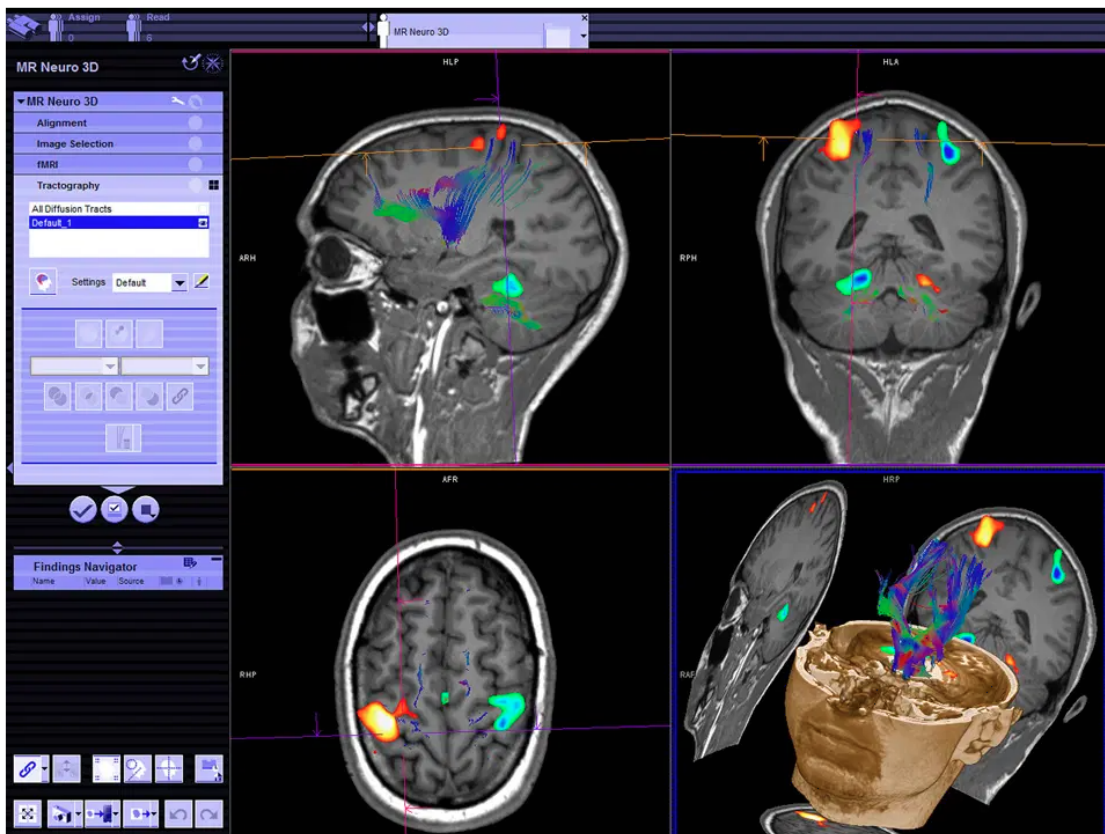 Assign
0
Read
6
MR Neuro 3D
MR Neuro 3D
MR Neuro 3D
Alignment
Image Selection
fMRI
Tractography
All Diffusion Tracts
Default_1
Settings
Default
Findings Navigator
Name Value Source
HLP
ARH
HLA
RPH
AFR
RHP
HRP
RAF